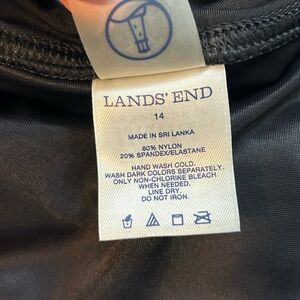 LANDS' END
14
MADE IN SRI LANKA
80% NYLON
20% SPANDEX/ELASTANE
HAND WASH COLD.
WASH DARK COLORS SEPARATELY.
ONLY NON-CHLORINE BLEACH
WHEN NEEDED.
LINE DRY.
DO NOT IRON.